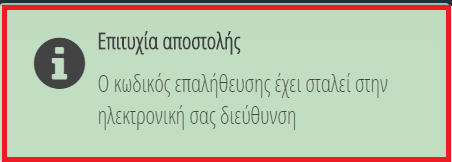 Επιτυχία αποστολής
Ο κωδικός επαλήθευσης έχει σταλεί στην
ηλεκτρονική σας διεύθυνση